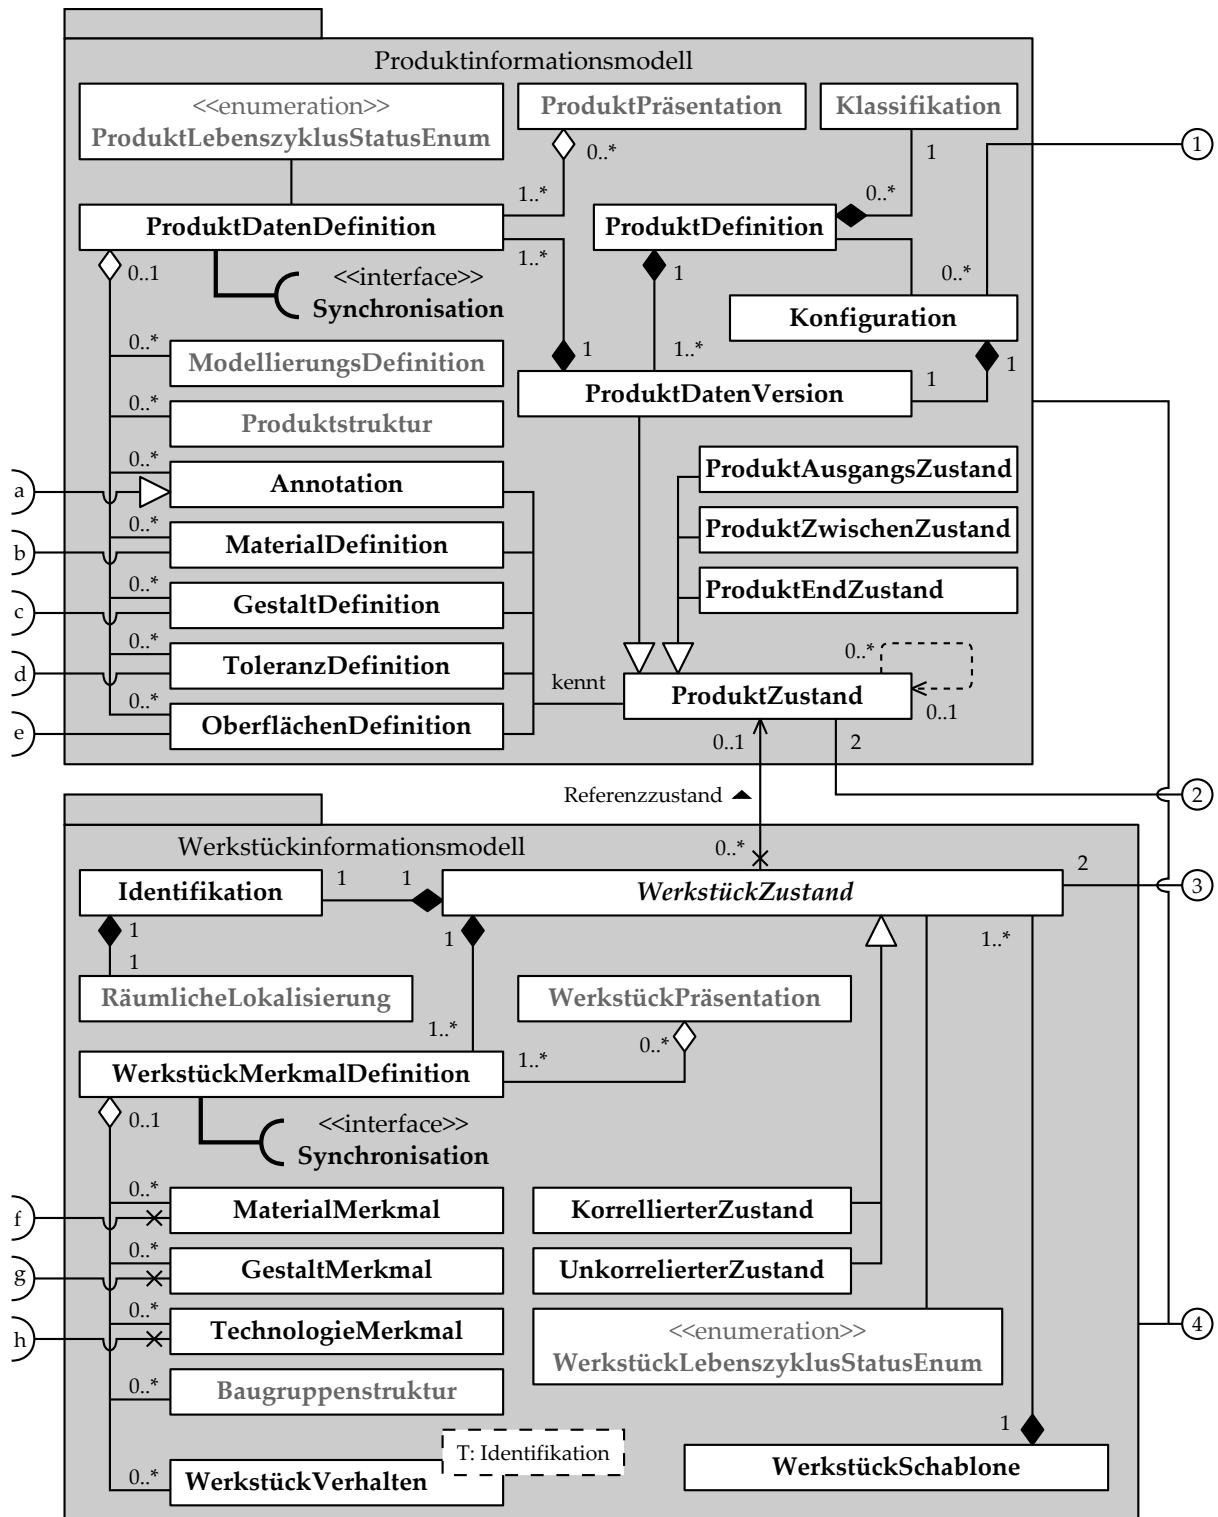 Produktinformationsmodell
<<enumeration>>
ProduktLebenszyklusStatusEnum
ProduktPräsentation
Klassifikation
0..*
1
1
1..*
0..*
ProduktDatenDefinition
ProduktDefinition
0..1
<<interface>>
Synchronisation
1..*
1
0..*
Konfiguration
0..*
ModellierungsDefinition
1
1..*
1
1
ProduktDatenVersion
0..*
Produktstruktur
0..*
Annotation
a
ProduktAusgangsZustand
0..*
MaterialDefinition
b
ProduktZwischenZustand
0..*
GestaltDefinition
c
ProduktEndZustand
0..*
ToleranzDefinition
d
kennt
0..*
ProduktZustand
0..1
0..*
OberflächenDefinition
e
0..1
2
Referenzzustand
2
Werkstückinformationsmodell
0..*
Identifikation
1
1
WerkstückZustand
2
3
1
1
1
1..*
RäumlicheLokalisierung
WerkstückPräsentation
1..*
0..*
1..*
WerkstückMerkmalDefinition
0..1
<<interface>>
Synchronisation
0..*
MaterialMerkmal
f
KorrellierterZustand
0..*
GestaltMerkmal
g
UnkorrelierterZustand
0..*
TechnologieMerkmal
h
<<enumeration>>
WerkstückLebenszyklusStatusEnum
4
0..*
Baugruppenstruktur
T: Identifikation
1
0..*
WerkstückVerhalten
WerkstückSchablone